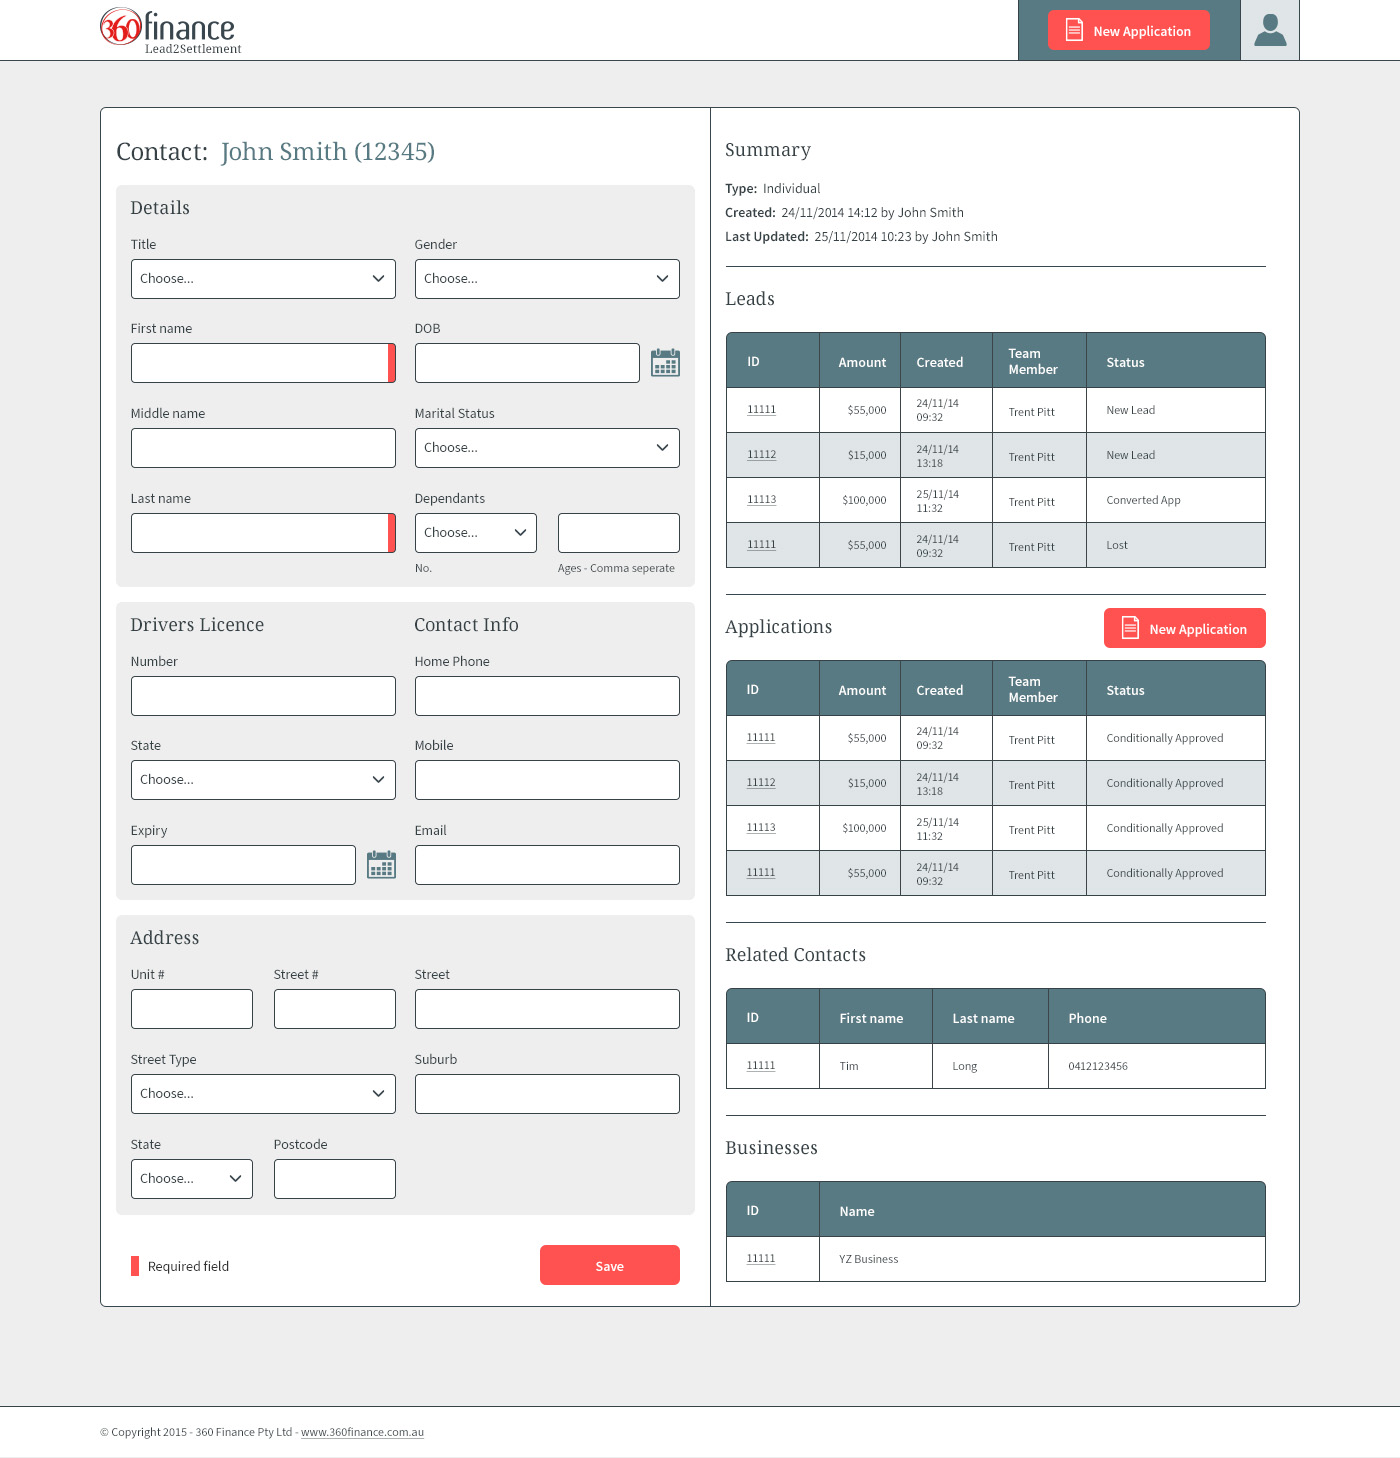 360finance
Lead2Settlement
New Application
Contact: John Smith (12345)
Details
Title
Gender
Choose...
Choose...
First name
DOB
Middle name
Marital Status
Choose...
Last name
Dependants
Choose...
No.
Ages - Comma seperate
Drivers Licence
Contact Info
Number
Home Phone
State
Mobile
Choose...
Expiry
Email
Address
Unit #
Street #
Street
Street Type
Suburb
Choose...
State
Postcode
Choose...
Required field
Save
Summary
Type: Individual
Created: 24/11/2014 14:12 by John Smith
Last Updated: 25/11/2014 10:23 by John Smith
Leads
ID Amount Created Team Member Status
11111 $55,000 24/11/14 09:32 Trent Pitt New Lead
11112 $15,000 24/11/14 13:18 Trent Pitt New Lead
11113 $100,000 25/11/14 11:32 Trent Pitt Converted App
11111 $55,000 24/11/14 09:32 Trent Pitt Lost
Applications
New Application
ID Amount Created Team Member Status
11111 $55,000 24/11/14 09:32 Trent Pitt Conditionally Approved
11112 $15,000 24/11/14 13:18 Trent Pitt Conditionally Approved
11113 $100,000 25/11/14 11:32 Trent Pitt Conditionally Approved
11111 $55,000 24/11/14 09:32 Trent Pitt Conditionally Approved
Related Contacts
ID First name Last name Phone
11111 Tim Long 0412123456
Businesses
ID Name
11111 YZ Business
© Copyright 2015 - 360 Finance Pty Ltd - www.360finance.com.au